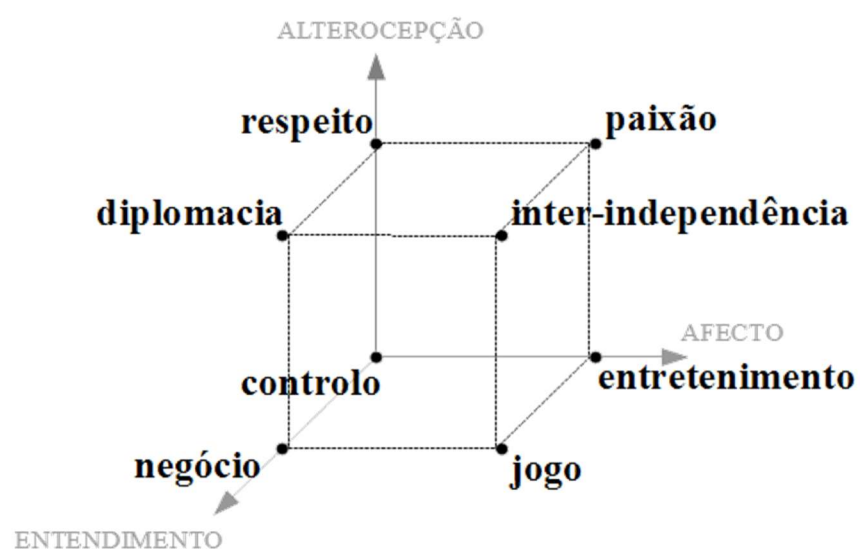 ALTEROCEPÇÃO
respeito
paixão
diplomacia
inter-independência
AFECTO
controlo
entretenimento
negócio
jogo
ENTENDIMENTO